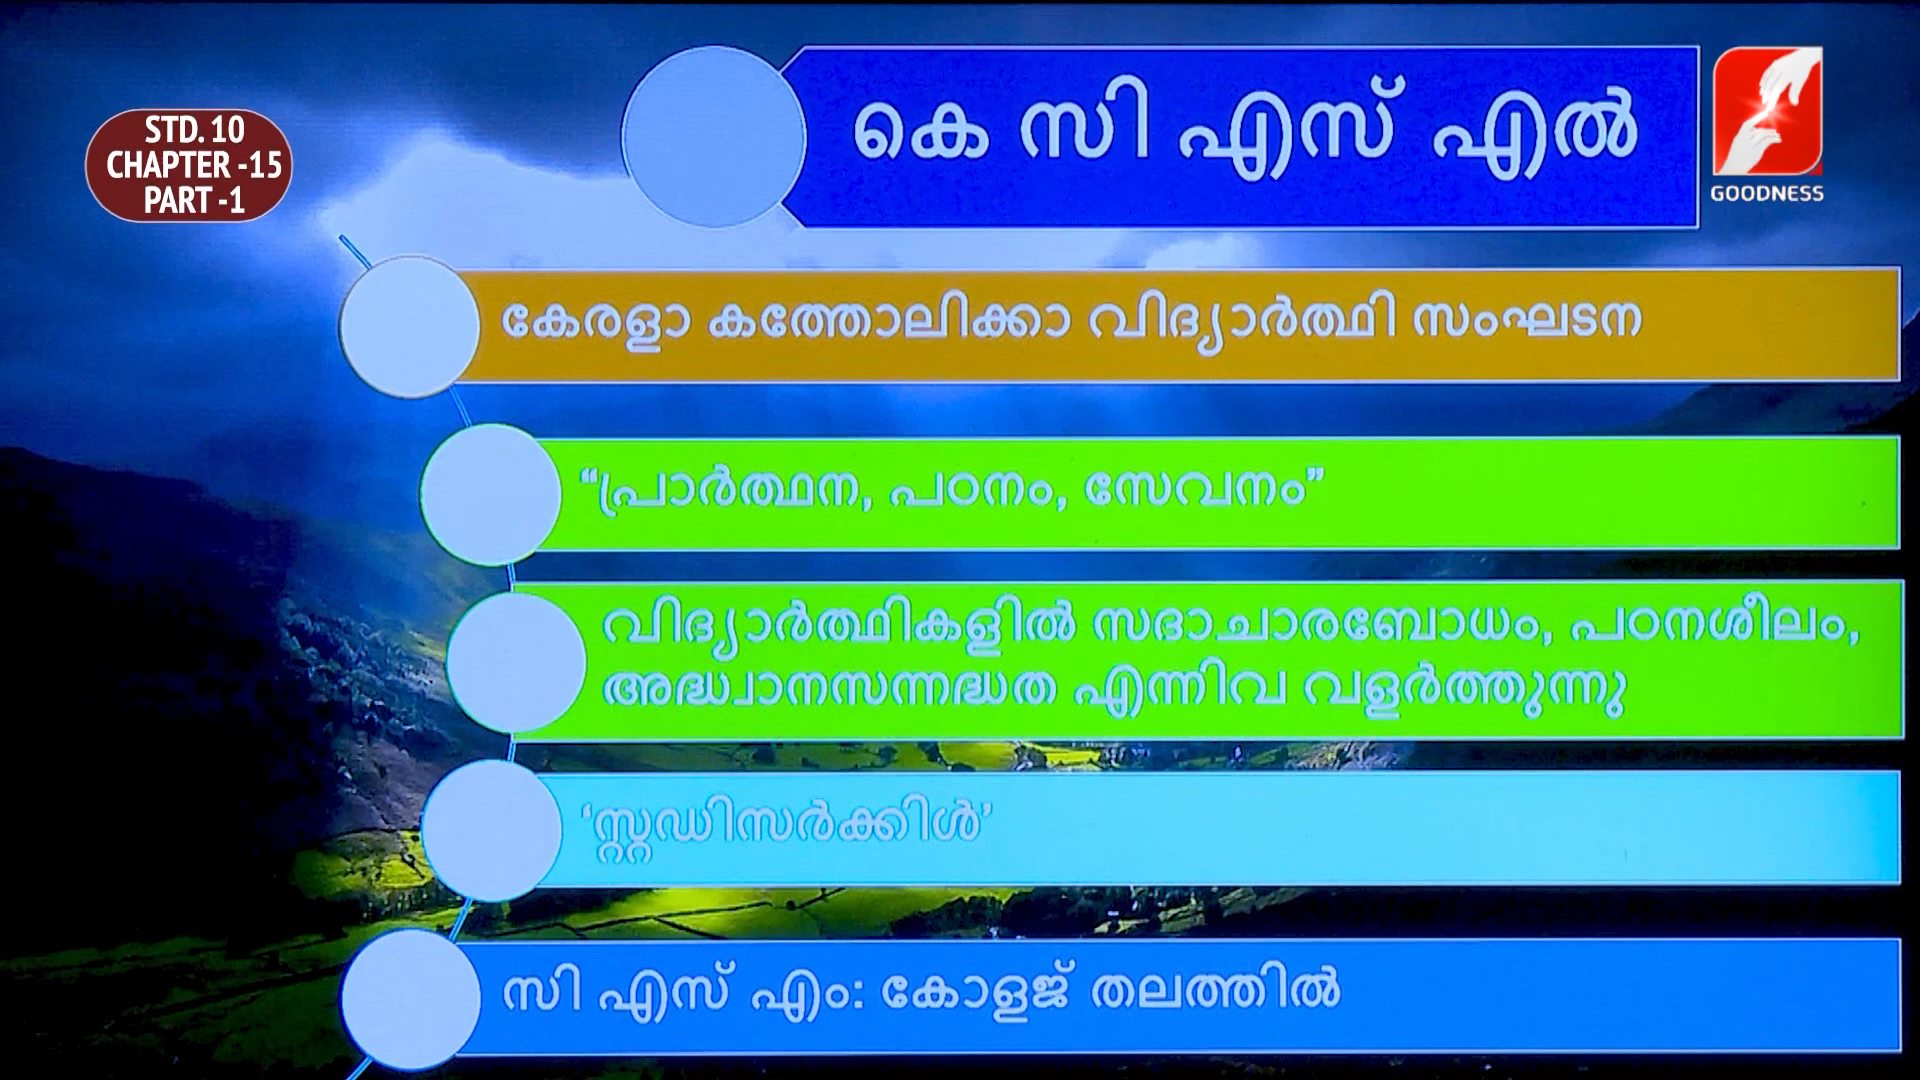 STD. 10
CHAPTER -15
PART -1
കെ സി എസ് എൽ
GOODNESS
കേരളാ കത്തോലിക്കാ വിദ്യാർത്ഥി സംഘടന
“പ്രാർത്ഥന, പഠനം, സേവനം”
വിദ്യാർത്ഥികളിൽ സദാചാരബോധം, പഠനശീലം,
അദ്ധ്വാനസന്നദ്ധത എന്നിവ വളർത്തുന്നു
‘സ്റ്റഡിസർക്കിൾ’
സി എസ് എം: കോളജ് തലത്തിൽ